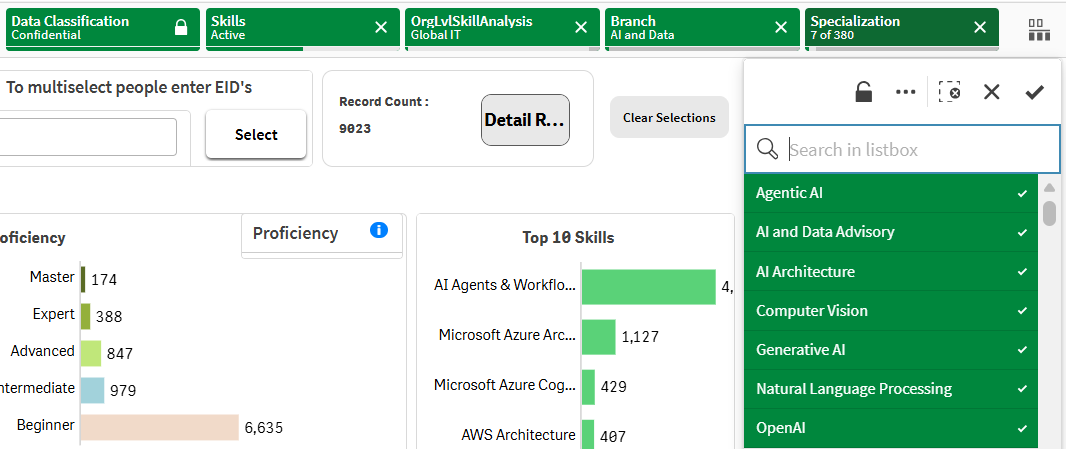 Data Classification
Confidential
Skills
Active
OrgLvlSkillAnalysis
Global IT
Branch
AI and Data
Specialization
7 of 380
To multiselect people enter EID's
Select
Record Count :
9023
Detail R...
Clear Selections
Search in listbox
Agentic AI
AI and Data Advisory
AI Architecture
Computer Vision
Generative AI
Natural Language Processing
OpenAI
oficiency
Proficiency
Master 174
Expert 388
Advanced 847
ntermediate 979
Beginner 6,635
Top 10 Skills
AI Agents & Workflo... 4,
Microsoft Azure Arc... 1,127
Microsoft Azure Cog... 429
AWS Architecture 407